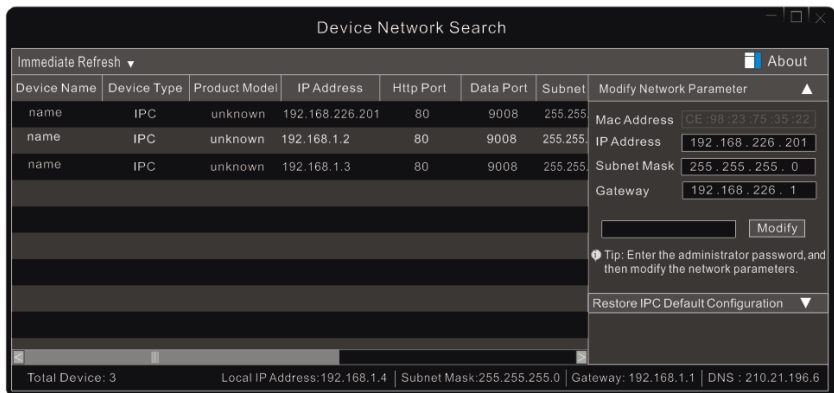 Device Network Search
Immediate Refresh ▼ About
Device Name Device Type Product Model IP Address Http Port Data Port Subnet
name IPC unknown 192.168.226.201 80 9008 255.255.
name IPC unknown 192.168.1.2 80 9008 255.255.
name IPC unknown 192.168.1.3 80 9008 255.255.
Modify Network Parameter ▲
Mac Address CE :98 :23 :75 :35 :22
IP Address 192 .168 . 226 . 201
Subnet Mask 255 . 255 . 255 . 0
Gateway 192 .168 . 226 . 1
Modify
Tip: Enter the administrator password, and
then modify the network parameters.
Restore IPC Default Configuration ▼
Total Device: 3 Local IP Address:192.168.1.4 Subnet Mask:255.255.255.0 Gateway: 192.168.1.1 DNS : 210.21.196.6